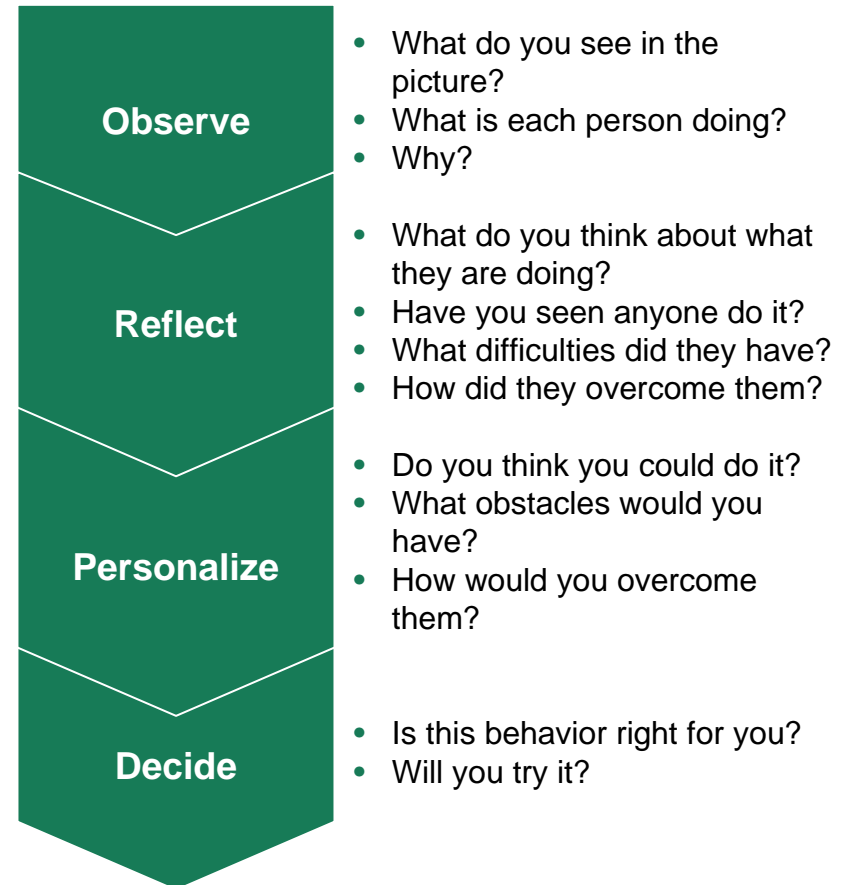 Observe
• What do you see in the
picture?
• What is each person doing?
• Why?
Reflect
• What do you think about what
they are doing?
• Have you seen anyone do it?
• What difficulties did they have?
• How did they overcome them?
Personalize
• Do you think you could do it?
• What obstacles would you
have?
• How would you overcome
them?
Decide
• Is this behavior right for you?
• Will you try it?